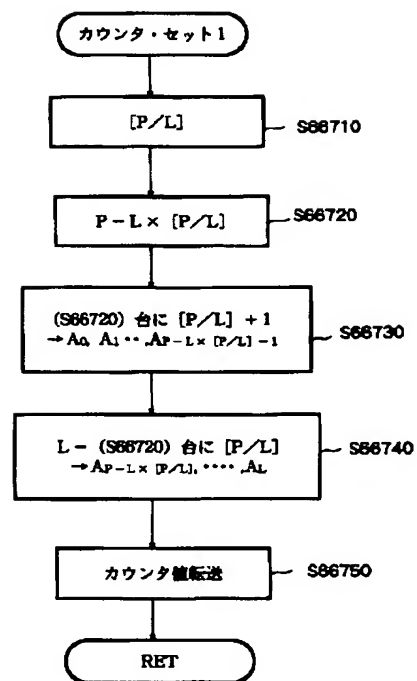 カウンタ・セット1
[P/L]
S66710
P-L×[P/L]
S66720
(S66720) 台に [P/L] +1
→A0, A1‥,AP-L×[P/L]-1
S66730
L-(S66720) 台に [P/L]
→AP-L×[P/L],‥‥,AL
S66740
カウンタ値転送
S66750
RET